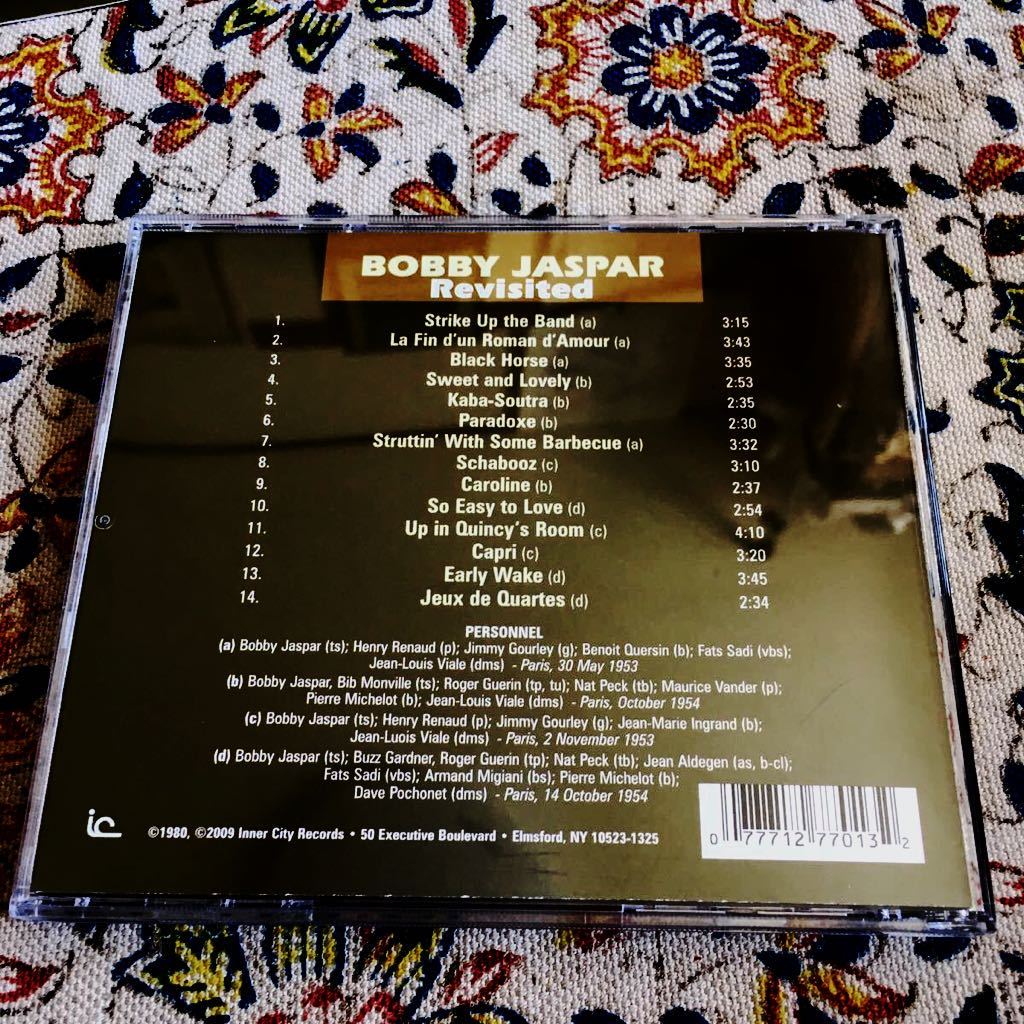 BOBBY JASPAR
Revisited
1. Strike Up the Band (a) 3:15
2. La Fin d'un Roman d'Amour (a) 3:43
3. Black Horse (a) 3:35
4. Sweet and Lovely (b) 2:53
5. Kaba-Soutra (b) 2:35
6. Paradoxe (b) 2:30
7. Struttin' With Some Barbecue (a) 3:32
8. Schabooz (c) 3:10
9. Caroline (b) 2:37
10. So Easy to Love (d) 2:54
11. Up in Quincy's Room (c) 4:10
12. Capri (c) 3:20
13. Early Wake (d) 3:45
14. Jeux de Quartes (d) 2:34
PERSONNEL
(a) Bobby Jaspar (ts); Henry Renaud (p); Jimmy Gourley (g); Benoit Quersin (b); Fats Sadi (vbs);
Jean-Louis Viale (dms) - Paris, 30 May 1953
(b) Bobby Jaspar, Bib Monville (ts); Roger Guerin (tp, tu); Nat Peck (tb); Maurice Vander (p);
Pierre Michelot (b); Jean-Louis Viale (dms) - Paris, October 1954
(c) Bobby Jaspar (ts); Henry Renaud (p); Jimmy Gourley (g); Jean-Marie Ingrand (b);
Jean-Luois Viale (dms) - Paris, 2 November 1953
(d) Bobby Jaspar (ts); Buzz Gardner, Roger Guerin (tp); Nat Peck (tb); Jean Aldegen (as, b-cl);
Fats Sadi (vbs); Armand Migiani (bs); Pierre Michelot (b);
Dave Pochonet (dms) - Paris, 14 October 1954
ic ©1980, ©2009 Inner City Records • 50 Executive Boulevard • Elmsford, NY 10523-1325
0 77712 77013 2